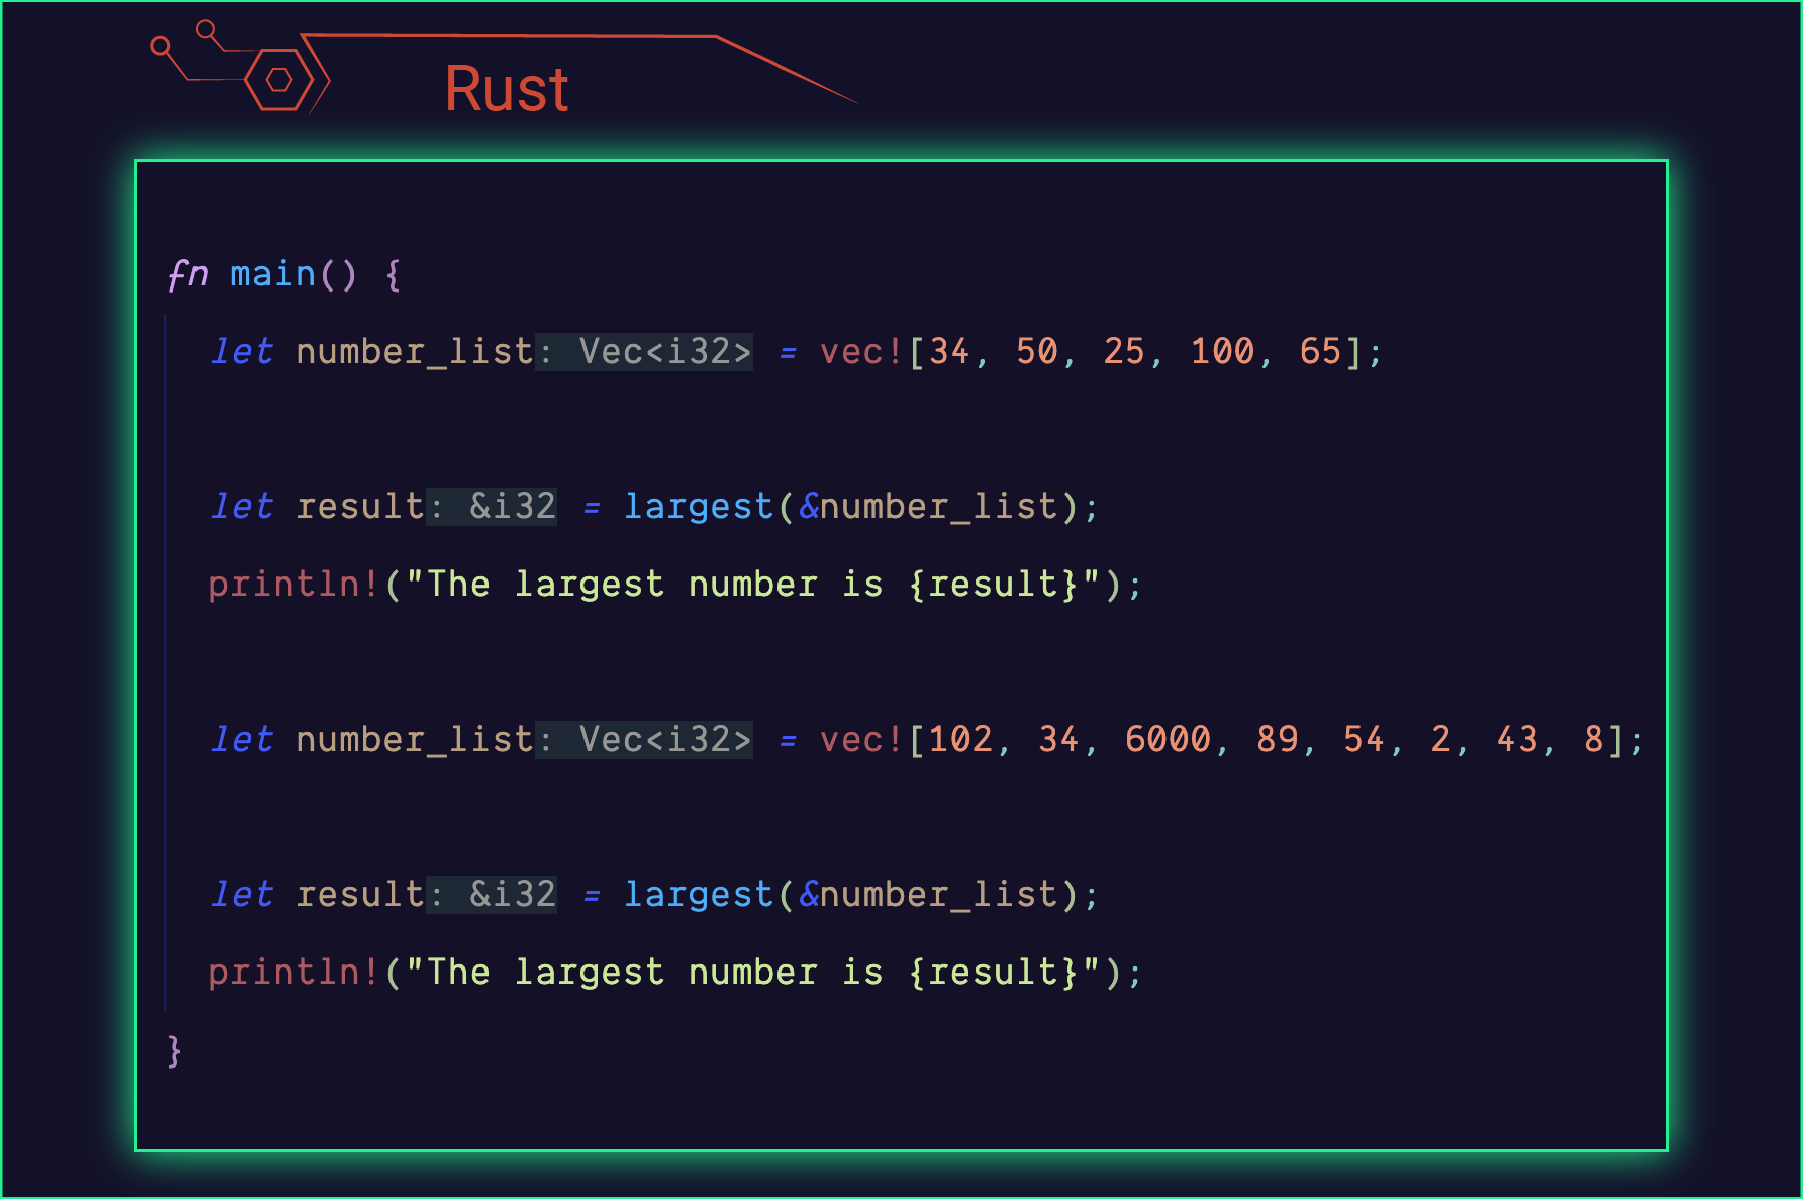 Rust
fn main() {
let number_list: Vec<i32> = vec![34, 50, 25, 100, 65];
let result: &i32 = largest(&number_list);
println!("The largest number is {result}");
let number_list: Vec<i32> = vec![102, 34, 6000, 89, 54, 2, 43, 8];
let result: &i32 = largest(&number_list);
println!("The largest number is {result}");
}